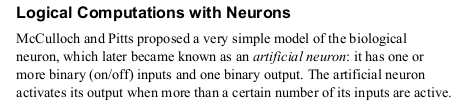 Logical Computations with Neurons
McCulloch and Pitts proposed a very simple model of the biological
neuron, which later became known as an artificial neuron: it has one or
more binary (on/off) inputs and one binary output. The artificial neuron
activates its output when more than a certain number of its inputs are active.